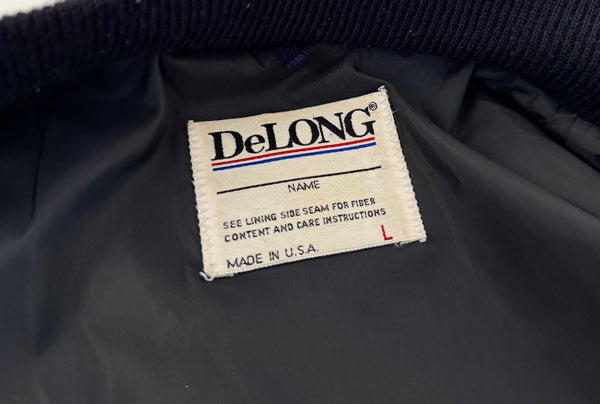 DeLONG®
NAME
SEE LINING SIDE SEAM FOR FIBER
CONTENT AND CARE INSTRUCTIONS
L
MADE IN U.S.A.